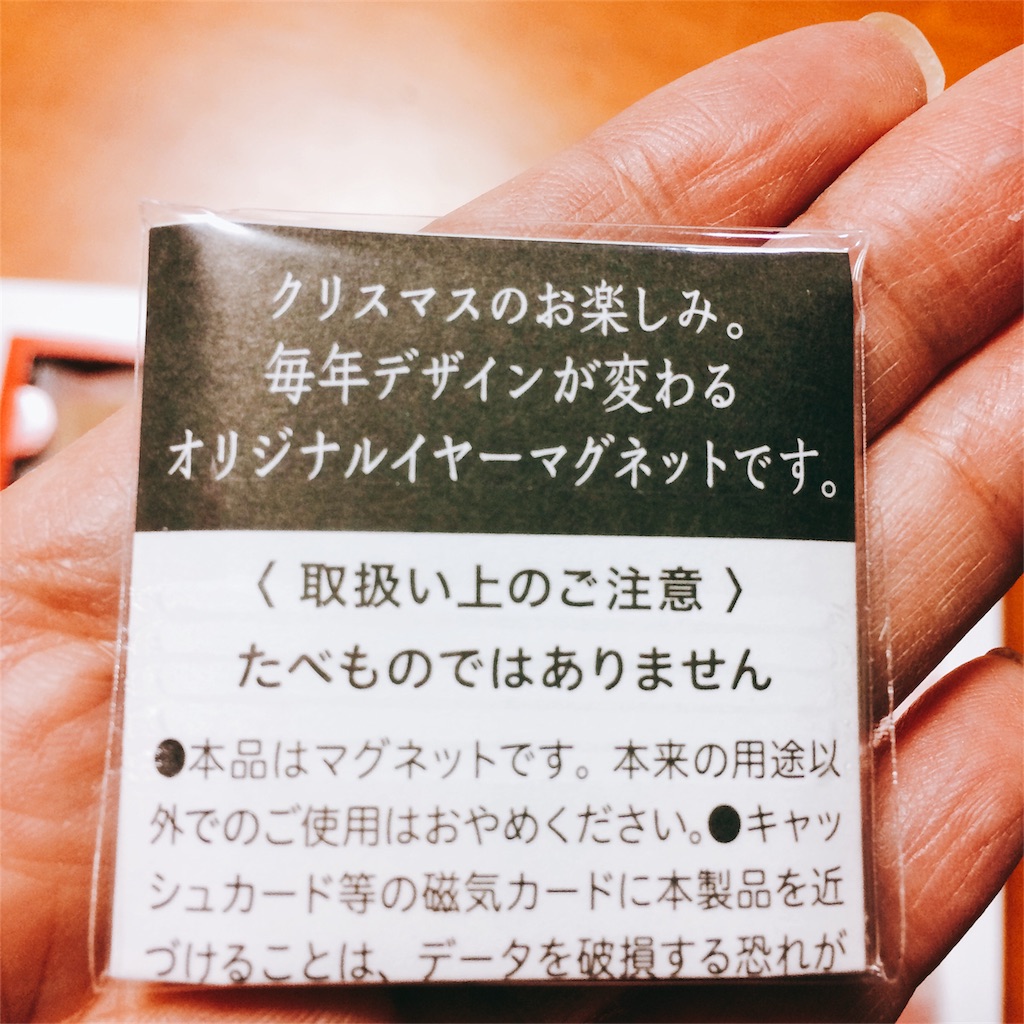 クリスマスのお楽しみ。
毎年デザインが変わる
オリジナルイヤーマグネットです。
〈 取扱い上のご注意 〉
たべものではありません
●本品はマグネットです。本来の用途以
外でのご使用はおやめください。●キャッ
シュカード等の磁気カードに本製品を近
づけることは、データを破損する恐れが